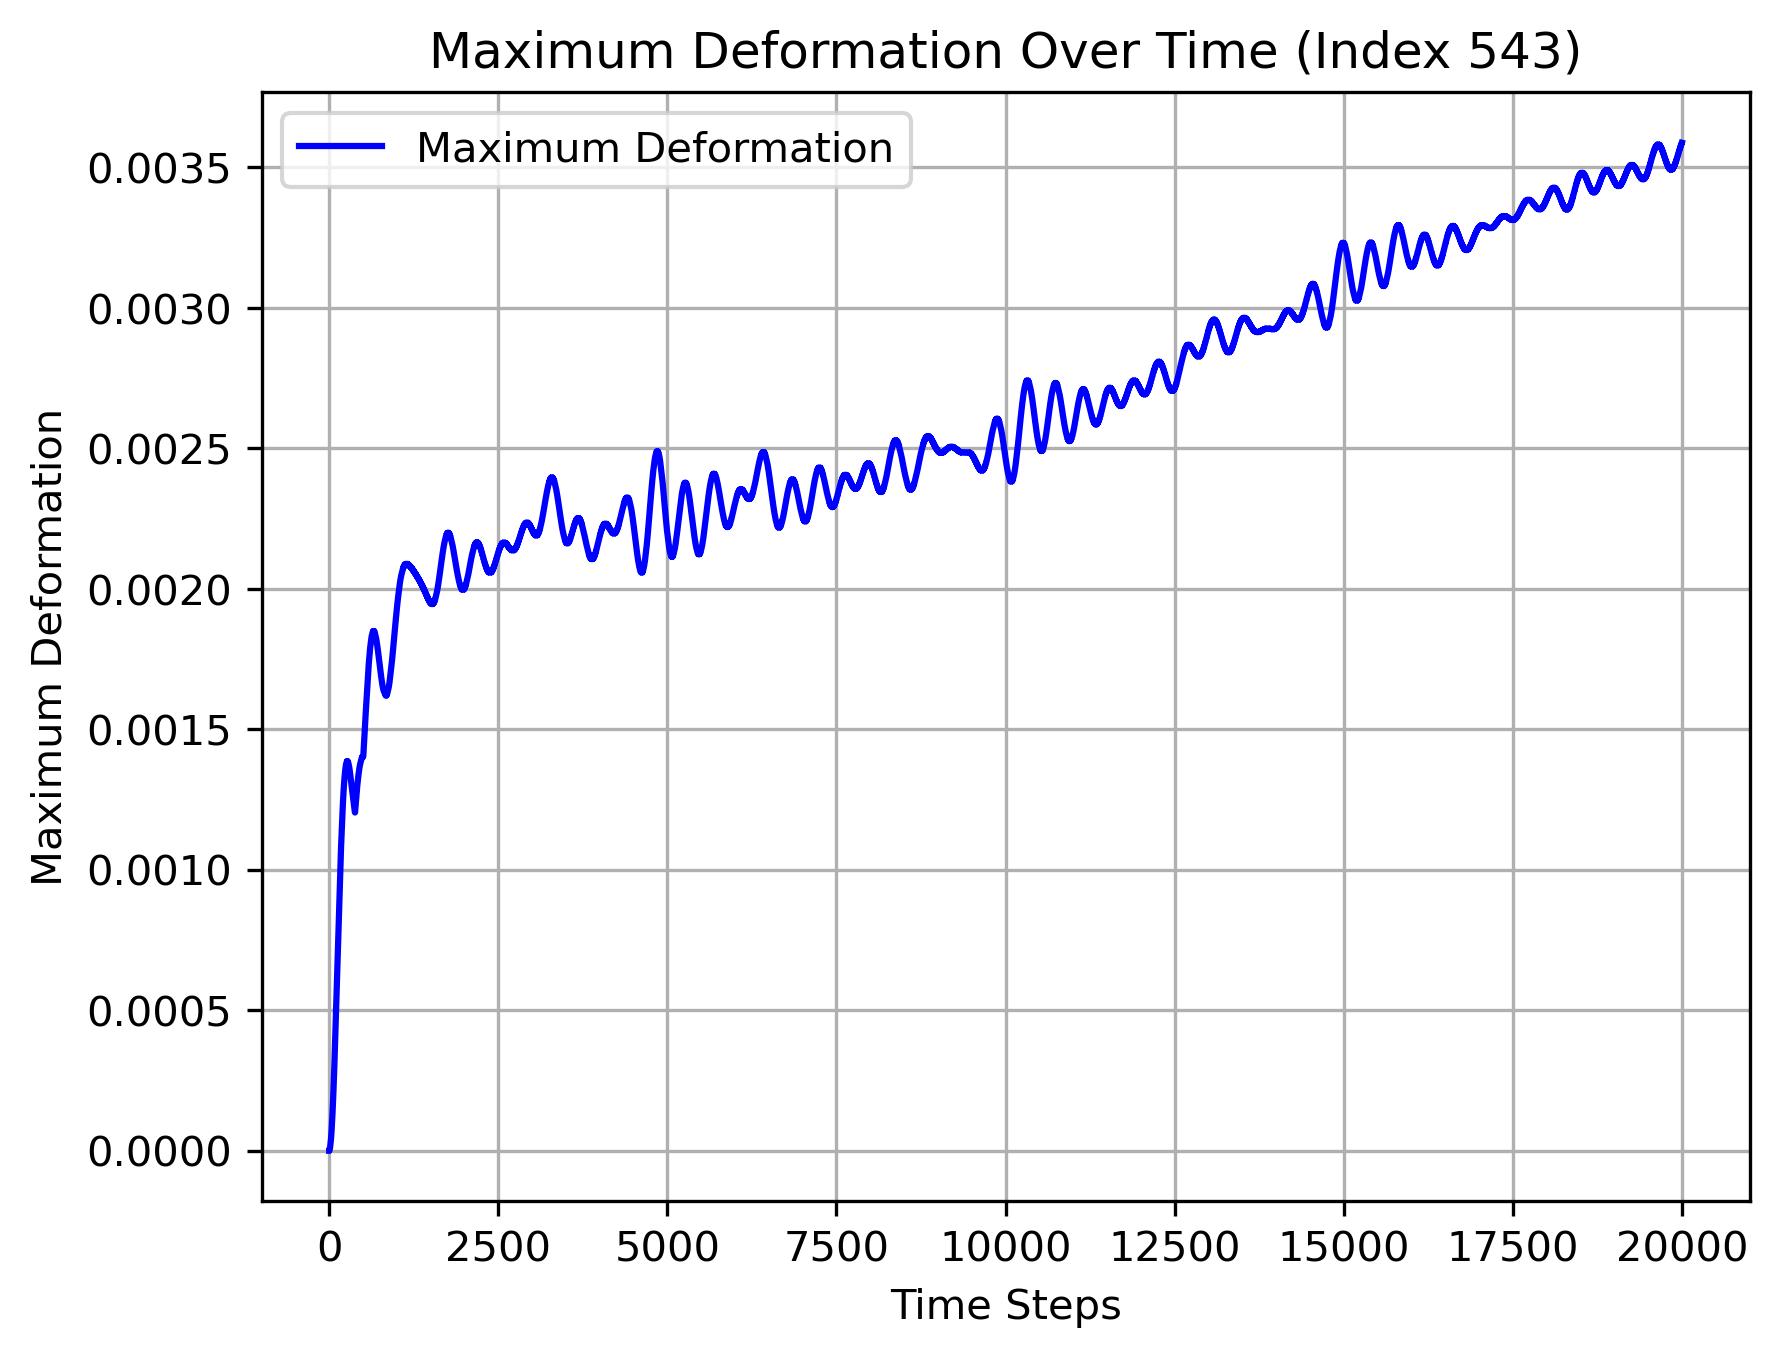 Maximum Deformation Over Time (Index 543)
Maximum Deformation
0.0035
0.0030
0.0025
0.0020
0.0015
0.0010
0.0005
0.0000
Maximum Deformation
0 2500 5000 7500 10000 12500 15000 17500 20000
Time Steps